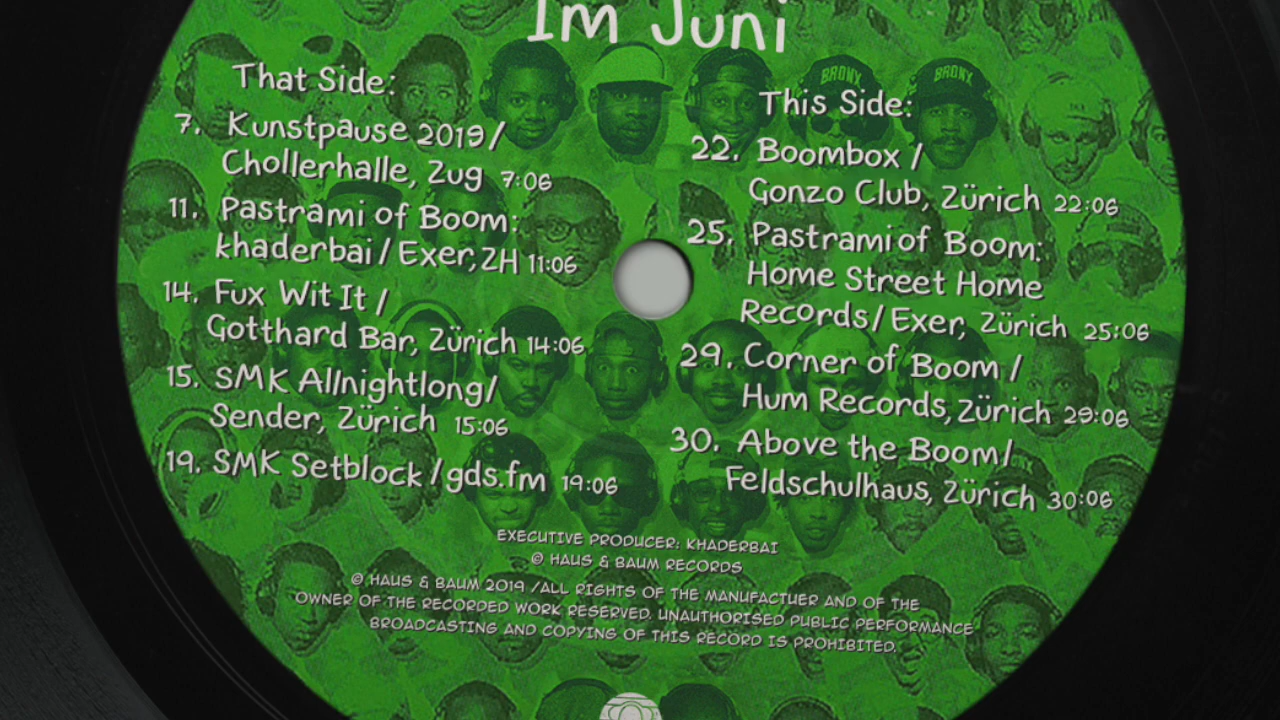 Im Juni
That Side:
7. Kunstpause 2019/
Chollerhalle, Zug 7:06
11. Pastrami of Boom:
khaderbai / Exer, ZH 11:06
14. Fux Wit It /
Gotthard Bar, Zürich 14:06
15. SMK Allnightlong/
Sender, Zürich 15:06
19. SMK Setblock / gds.fm 19:06
This Side:
22. Boombox /
Gonzo Club, Zürich 22:06
25. Pastrami of Boom:
Home Street Home
Records / Exer, Zürich 25:06
29. Corner of Boom /
Hum Records, Zürich 29:06
30. Above the Boom/
Feldschulhaus, Zürich 30:06
EXECUTIVE PRODUCER: KHADERBAI
© HAUS & BAUM RECORDS
© HAUS & BAUM 2019 /ALL RIGHTS OF THE MANUFACTUER AND OF THE
OWNER OF THE RECORDED WORK RESERVED. UNAUTHORISED PUBLIC PERFORMANCE
BROADCASTING AND COPYING OF THIS RECORD IS PROHIBITED.
BRONX
BRONX